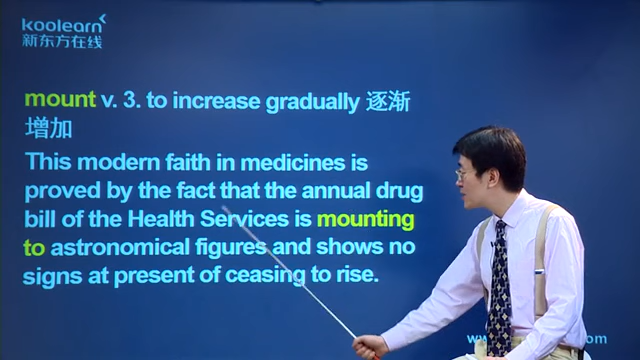 koolearn
新东方在线
mount v. 3. to increase gradually 逐渐
增加
This modern faith in medicines is
proved by the fact that the annual drug
bill of the Health Services is mounting
to astronomical figures and shows no
signs at present of ceasing to rise.